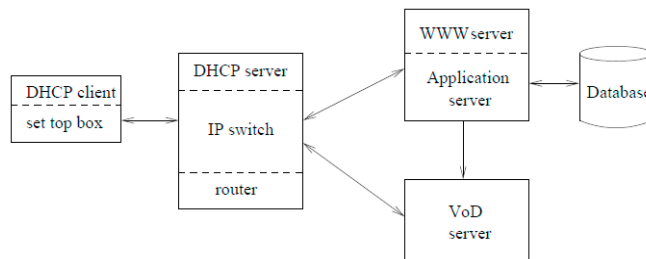 DHCP client
set top box
DHCP server
IP switch
router
WWW server
Application
server
Database
VoD
server